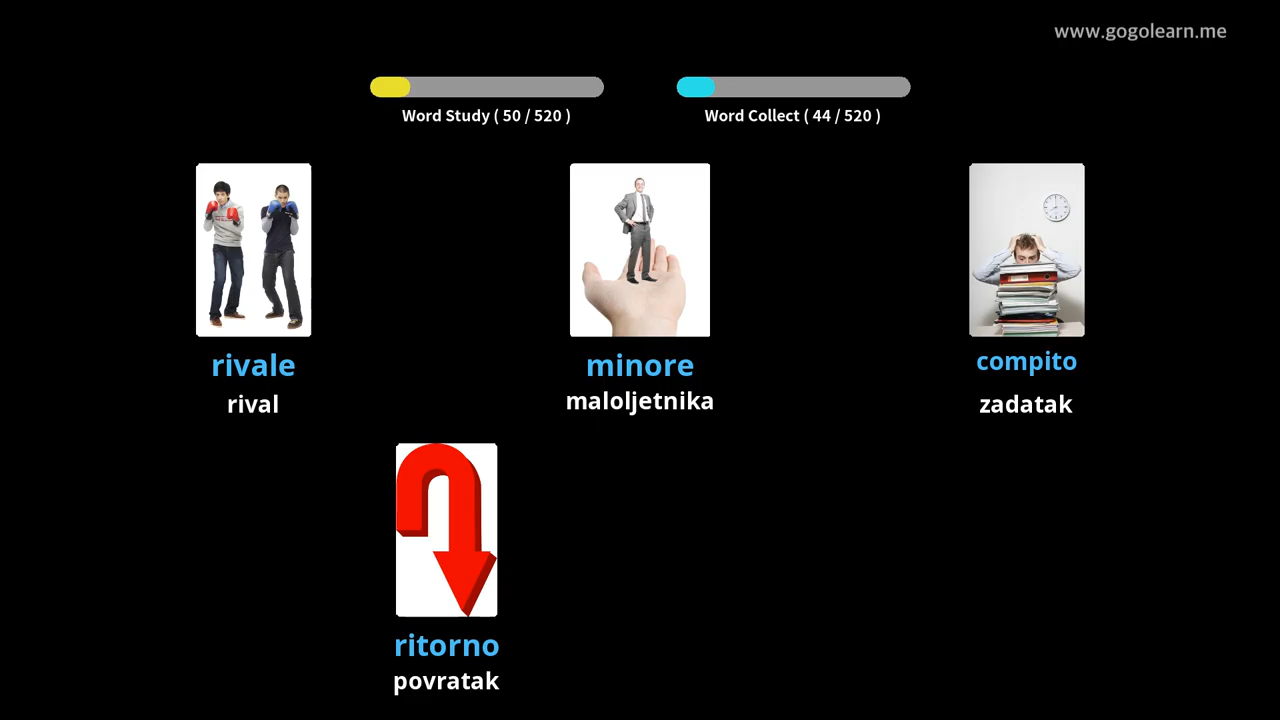 www.gogolearn.me
Word Study ( 50 / 520 )
Word Collect ( 44 / 520 )
rivale
rival
minore
maloljetnika
compito
zadatak
ritorno
povratak